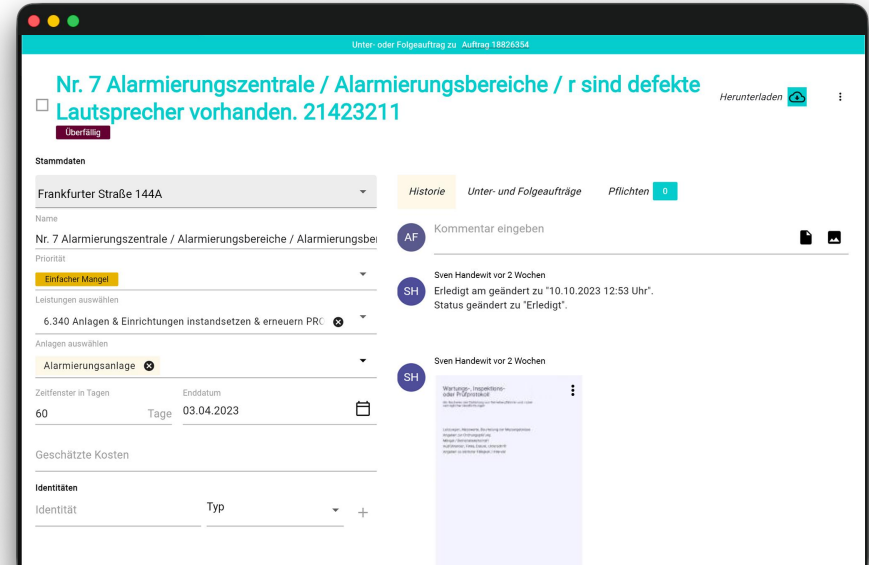 Unter- oder Folgeauftrag zu Auftrag 18826354
Nr. 7 Alarmierungszentrale / Alarmierungsbereiche / r sind defekte
Lautsprecher vorhanden. 21423211
Überfällig
Herunterladen
Stammdaten
Frankfurter Straße 144A
Name
Nr. 7 Alarmierungszentrale / Alarmierungsbereiche / Alarmierungsber
Priorität
Einfacher Mangel
Leistungen auswählen
6.340 Anlagen & Einrichtungen instandsetzen & erneuern PRO
Anlagen auswählen
Alarmierungsanlage
Zeitfenster in Tagen
Enddatum
60
Tage
03.04.2023
Geschätzte Kosten
Identitäten
Identität
Typ
Historie
Unter- und Folgeaufträge
Pflichten
0
AF
Kommentar eingeben
SH
Sven Handewit vor 2 Wochen
Erledigt am geändert zu "10.10.2023 12:53 Uhr".
Status geändert zu "Erledigt".
SH
Sven Handewit vor 2 Wochen
Wartungs-, Inspektions-
oder Prüfprotokoll